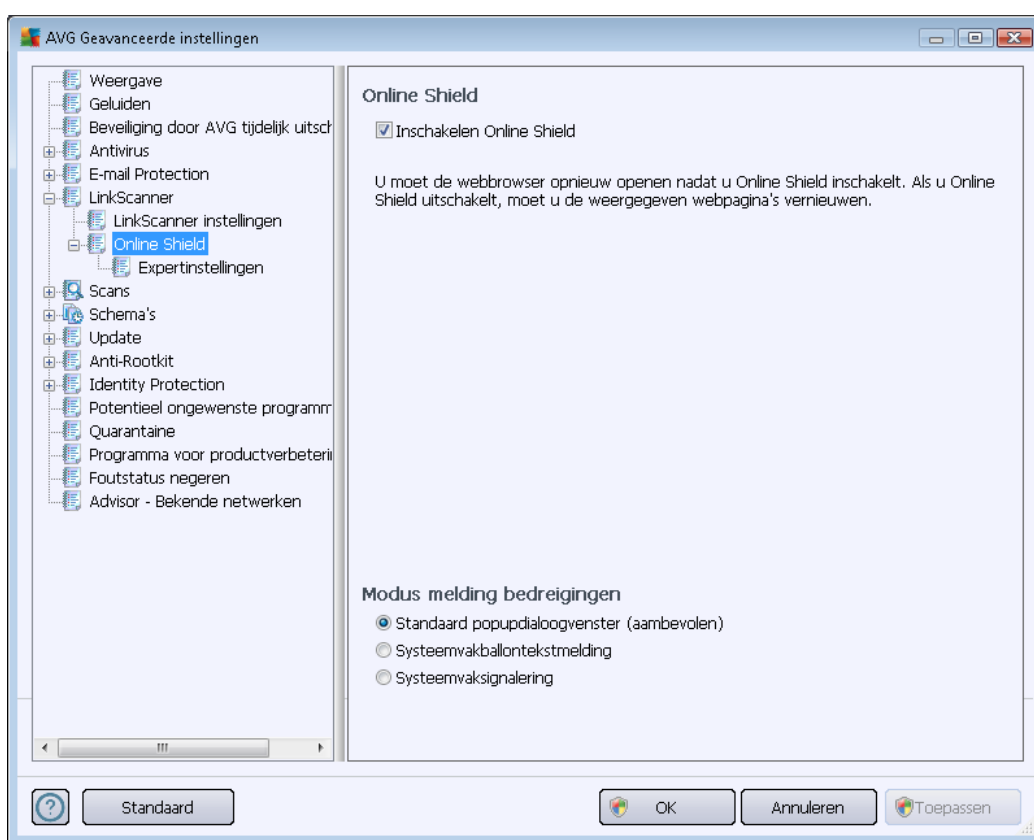 AVG Geavanceerde instellingen
Weergave
Geluiden
Beveiliging door AVG tijdelijk uitsch
Antivirus
E-mail Protection
LinkScanner
LinkScanner instellingen
Online Shield
Expertinstellingen
Scans
Schema's
Update
Anti-Rootkit
Identity Protection
Potentieel ongewenste programm
Quarantaine
Programma voor productverbeterin
Foutstatus negeren
Advisor - Bekende netwerken
Online Shield
Inschakelen Online Shield
U moet de webbrowser opnieuw openen nadat u Online Shield inschakelt. Als u Online
Shield uitschakelt, moet u de weergegeven webpagina's vernieuwen.
Modus melding bedreigingen
Standaard popupdialoogvenster (aambevolen)
Systeemvakballontekstmelding
Systeemvaksignalering
Standaard
OK
Annuleren
Toepassen